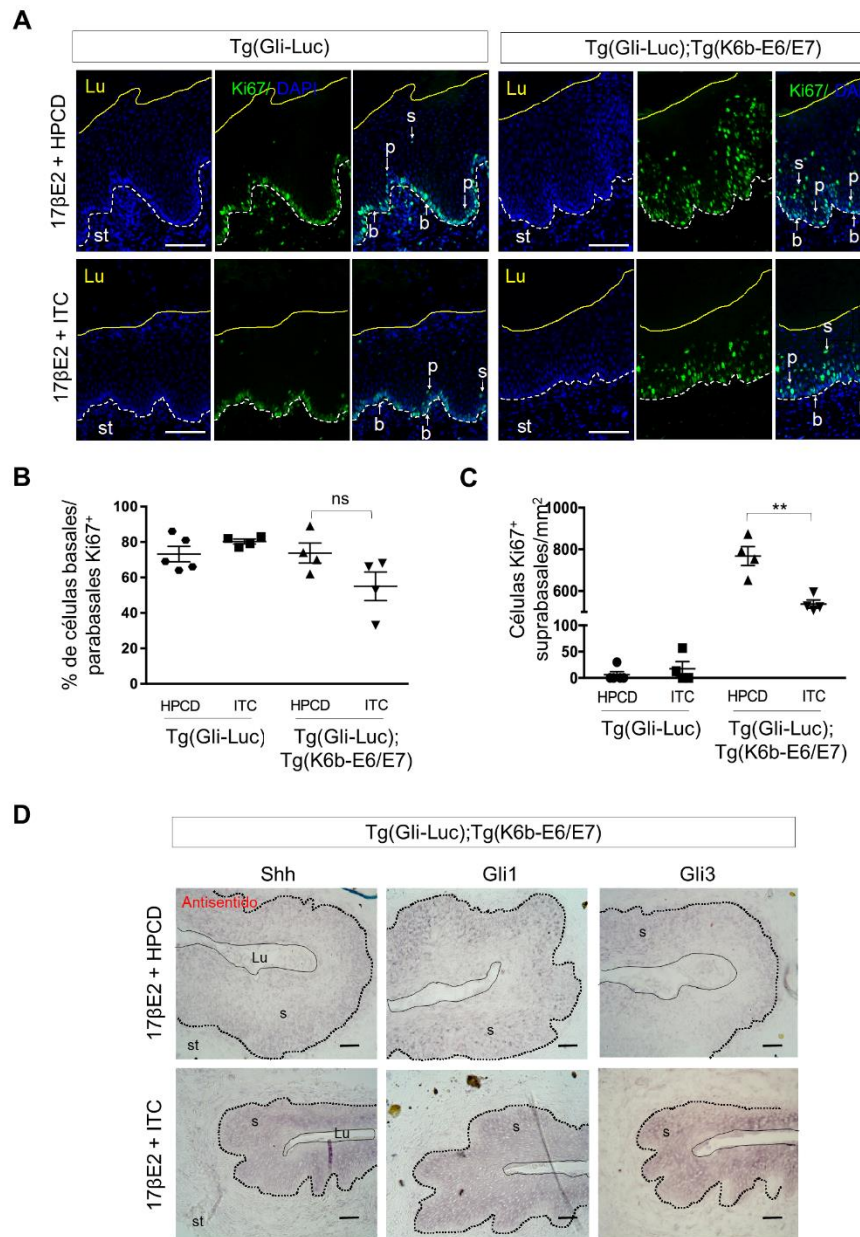 A
Tg(Gli-Luc)
Tg(Gli-Luc);Tg(K6b-E6/E7)
17βE2 + HPCD
Lu
st
Ki67/ DAPI
s
p
p
b
b
Lu
st
Ki67/ DA
s
p
p
b
b
17βE2 + ITC
Lu
st
p
s
b
b
Lu
st
s
p
b
B
% de células basales/
parabasales Ki67+
100
80
60
40
20
0
ns
HPCD
ITC
HPCD
ITC
Tg(Gli-Luc)
Tg(Gli-Luc);
Tg(K6b-E6/E7)
C
Células Ki67+
suprabasales/mm2
1000
800
600
100
50
0
**
HPCD
ITC
HPCD
ITC
Tg(Gli-Luc)
Tg(Gli-Luc);
Tg(K6b-E6/E7)
D
Tg(Gli-Luc);Tg(K6b-E6/E7)
Shh
Gli1
Gli3
17βE2 + HPCD
Antisentido
Lu
s
st
s
s
17βE2 + ITC
s
Lu
st
s
s